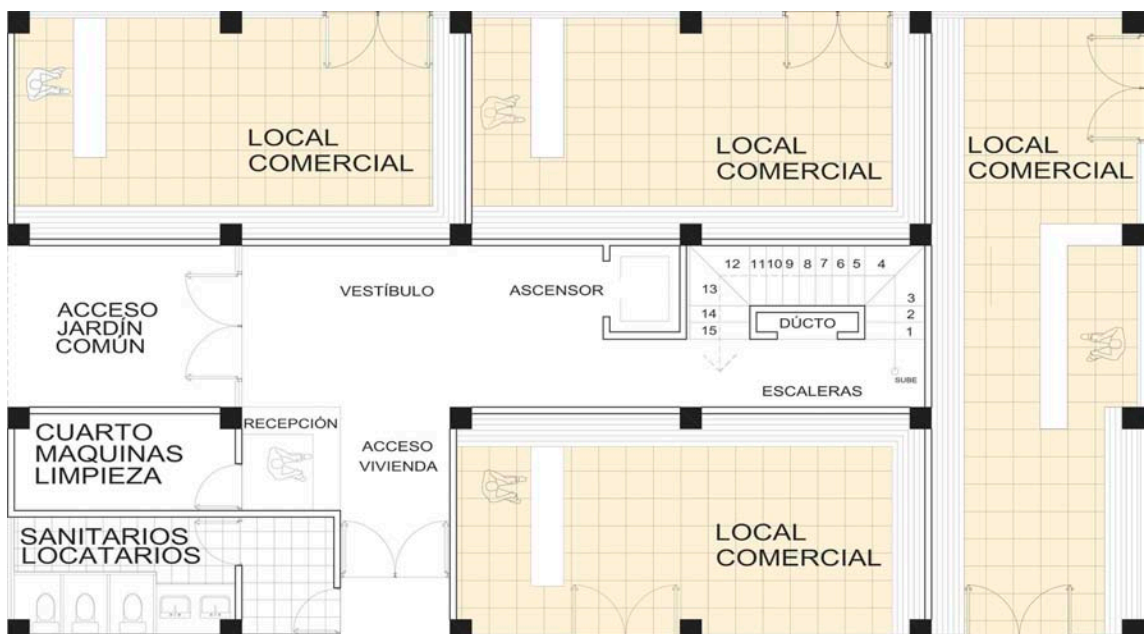 LOCAL
COMERCIAL
LOCAL
COMERCIAL
LOCAL
COMERCIAL
ACCESO
JARDÍN
COMÚN
VESTÍBULO
ASCENSOR
12 11 10 9 8 7 6 5 4
13
14
15
3
2
1
DÚCTO
SUBE
ESCALERAS
CUARTO
MAQUINAS
LIMPIEZA
RECEPCIÓN
ACCESO
VIVIENDA
SANITARIOS
LOCATARIOS
LOCAL
COMERCIAL